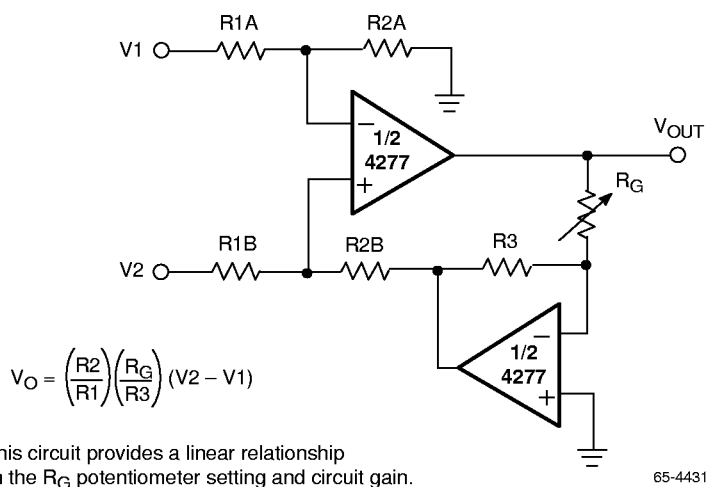 R1A
R2A
V1
−
1/2
4277
+
VOUT
RG
R1B
R2B
R3
V2
−
1/2
4277
+
VO = (R2/R1)(RG/R3) (V2 − V1)
his circuit provides a linear relationship
the RG potentiometer setting and circuit gain.
65-4431